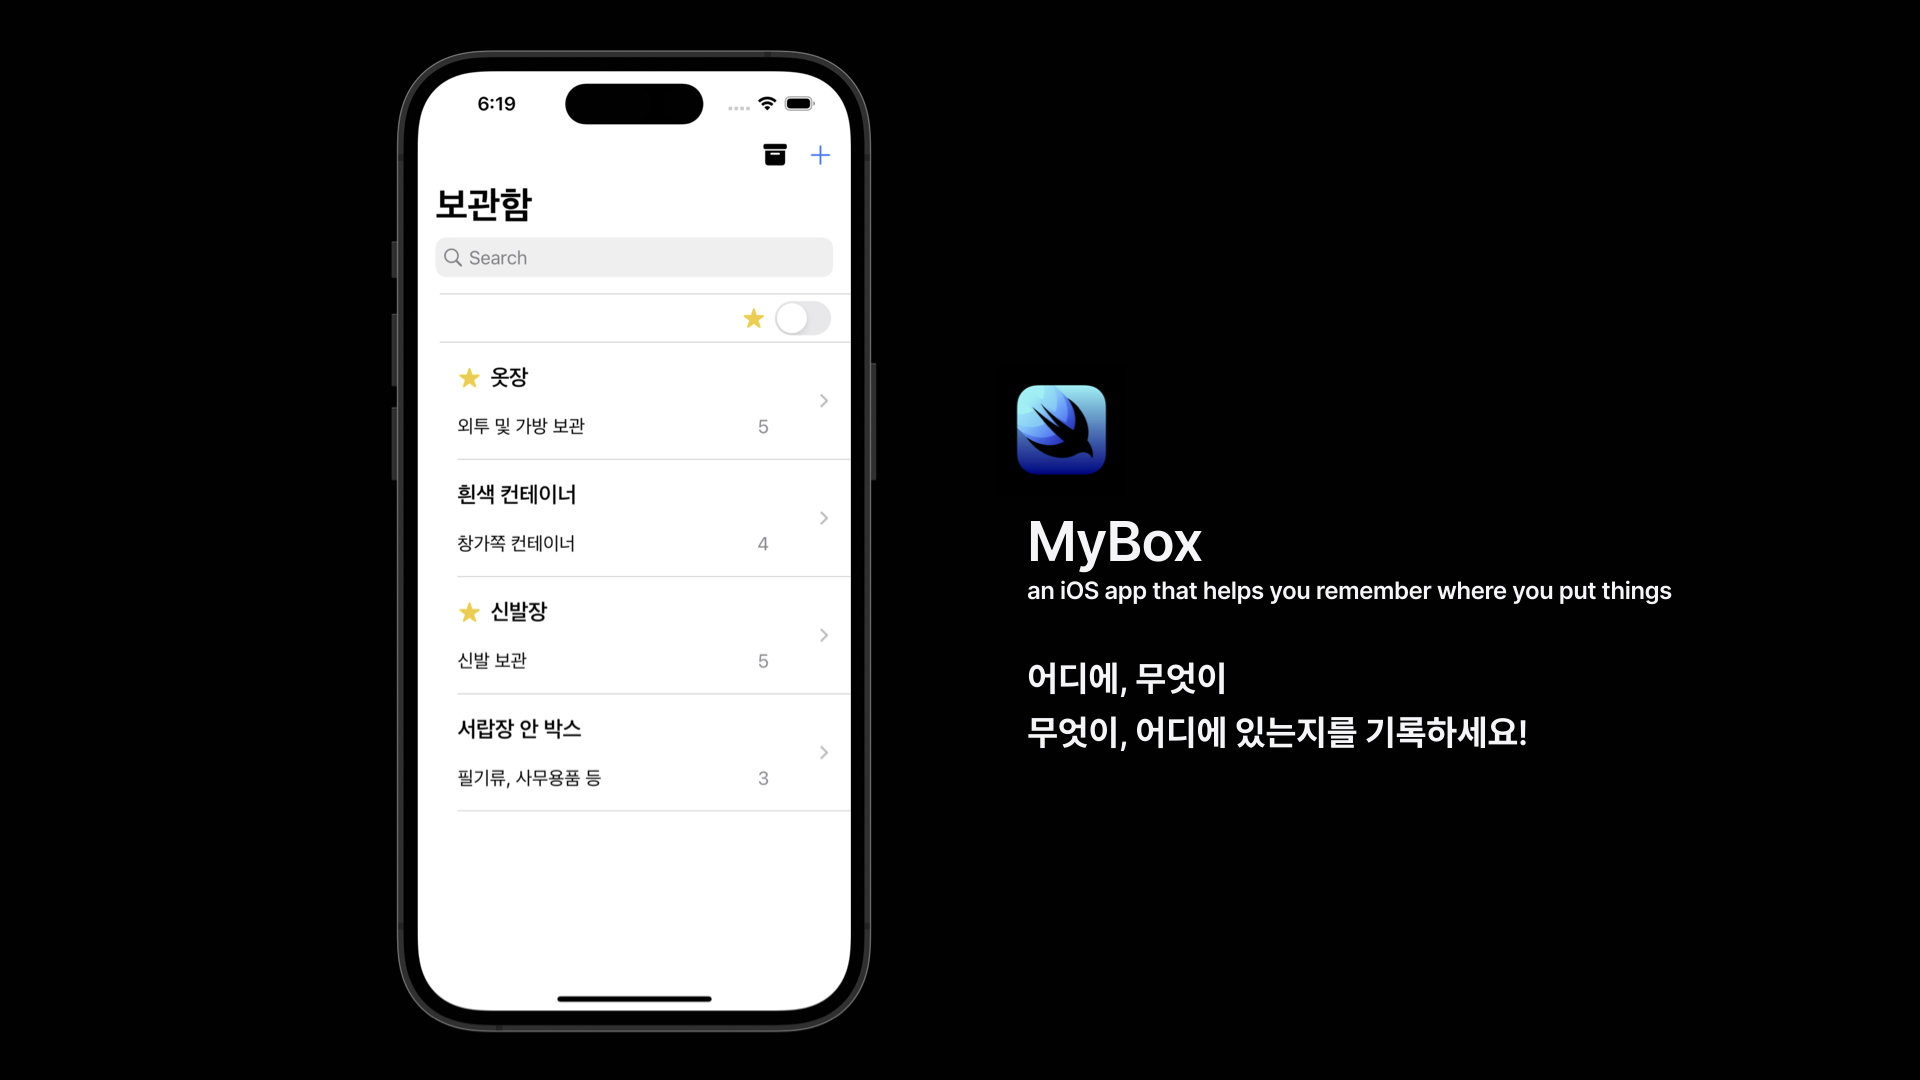 6:19
보관함
Search
옷장
외투 및 가방 보관 5
흰색 컨테이너
창가쪽 컨테이너 4
신발장
신발 보관 5
서랍장 안 박스
필기류, 사무용품 등 3
MyBox
an iOS app that helps you remember where you put things
어디에, 무엇이
무엇이, 어디에 있는지를 기록하세요!